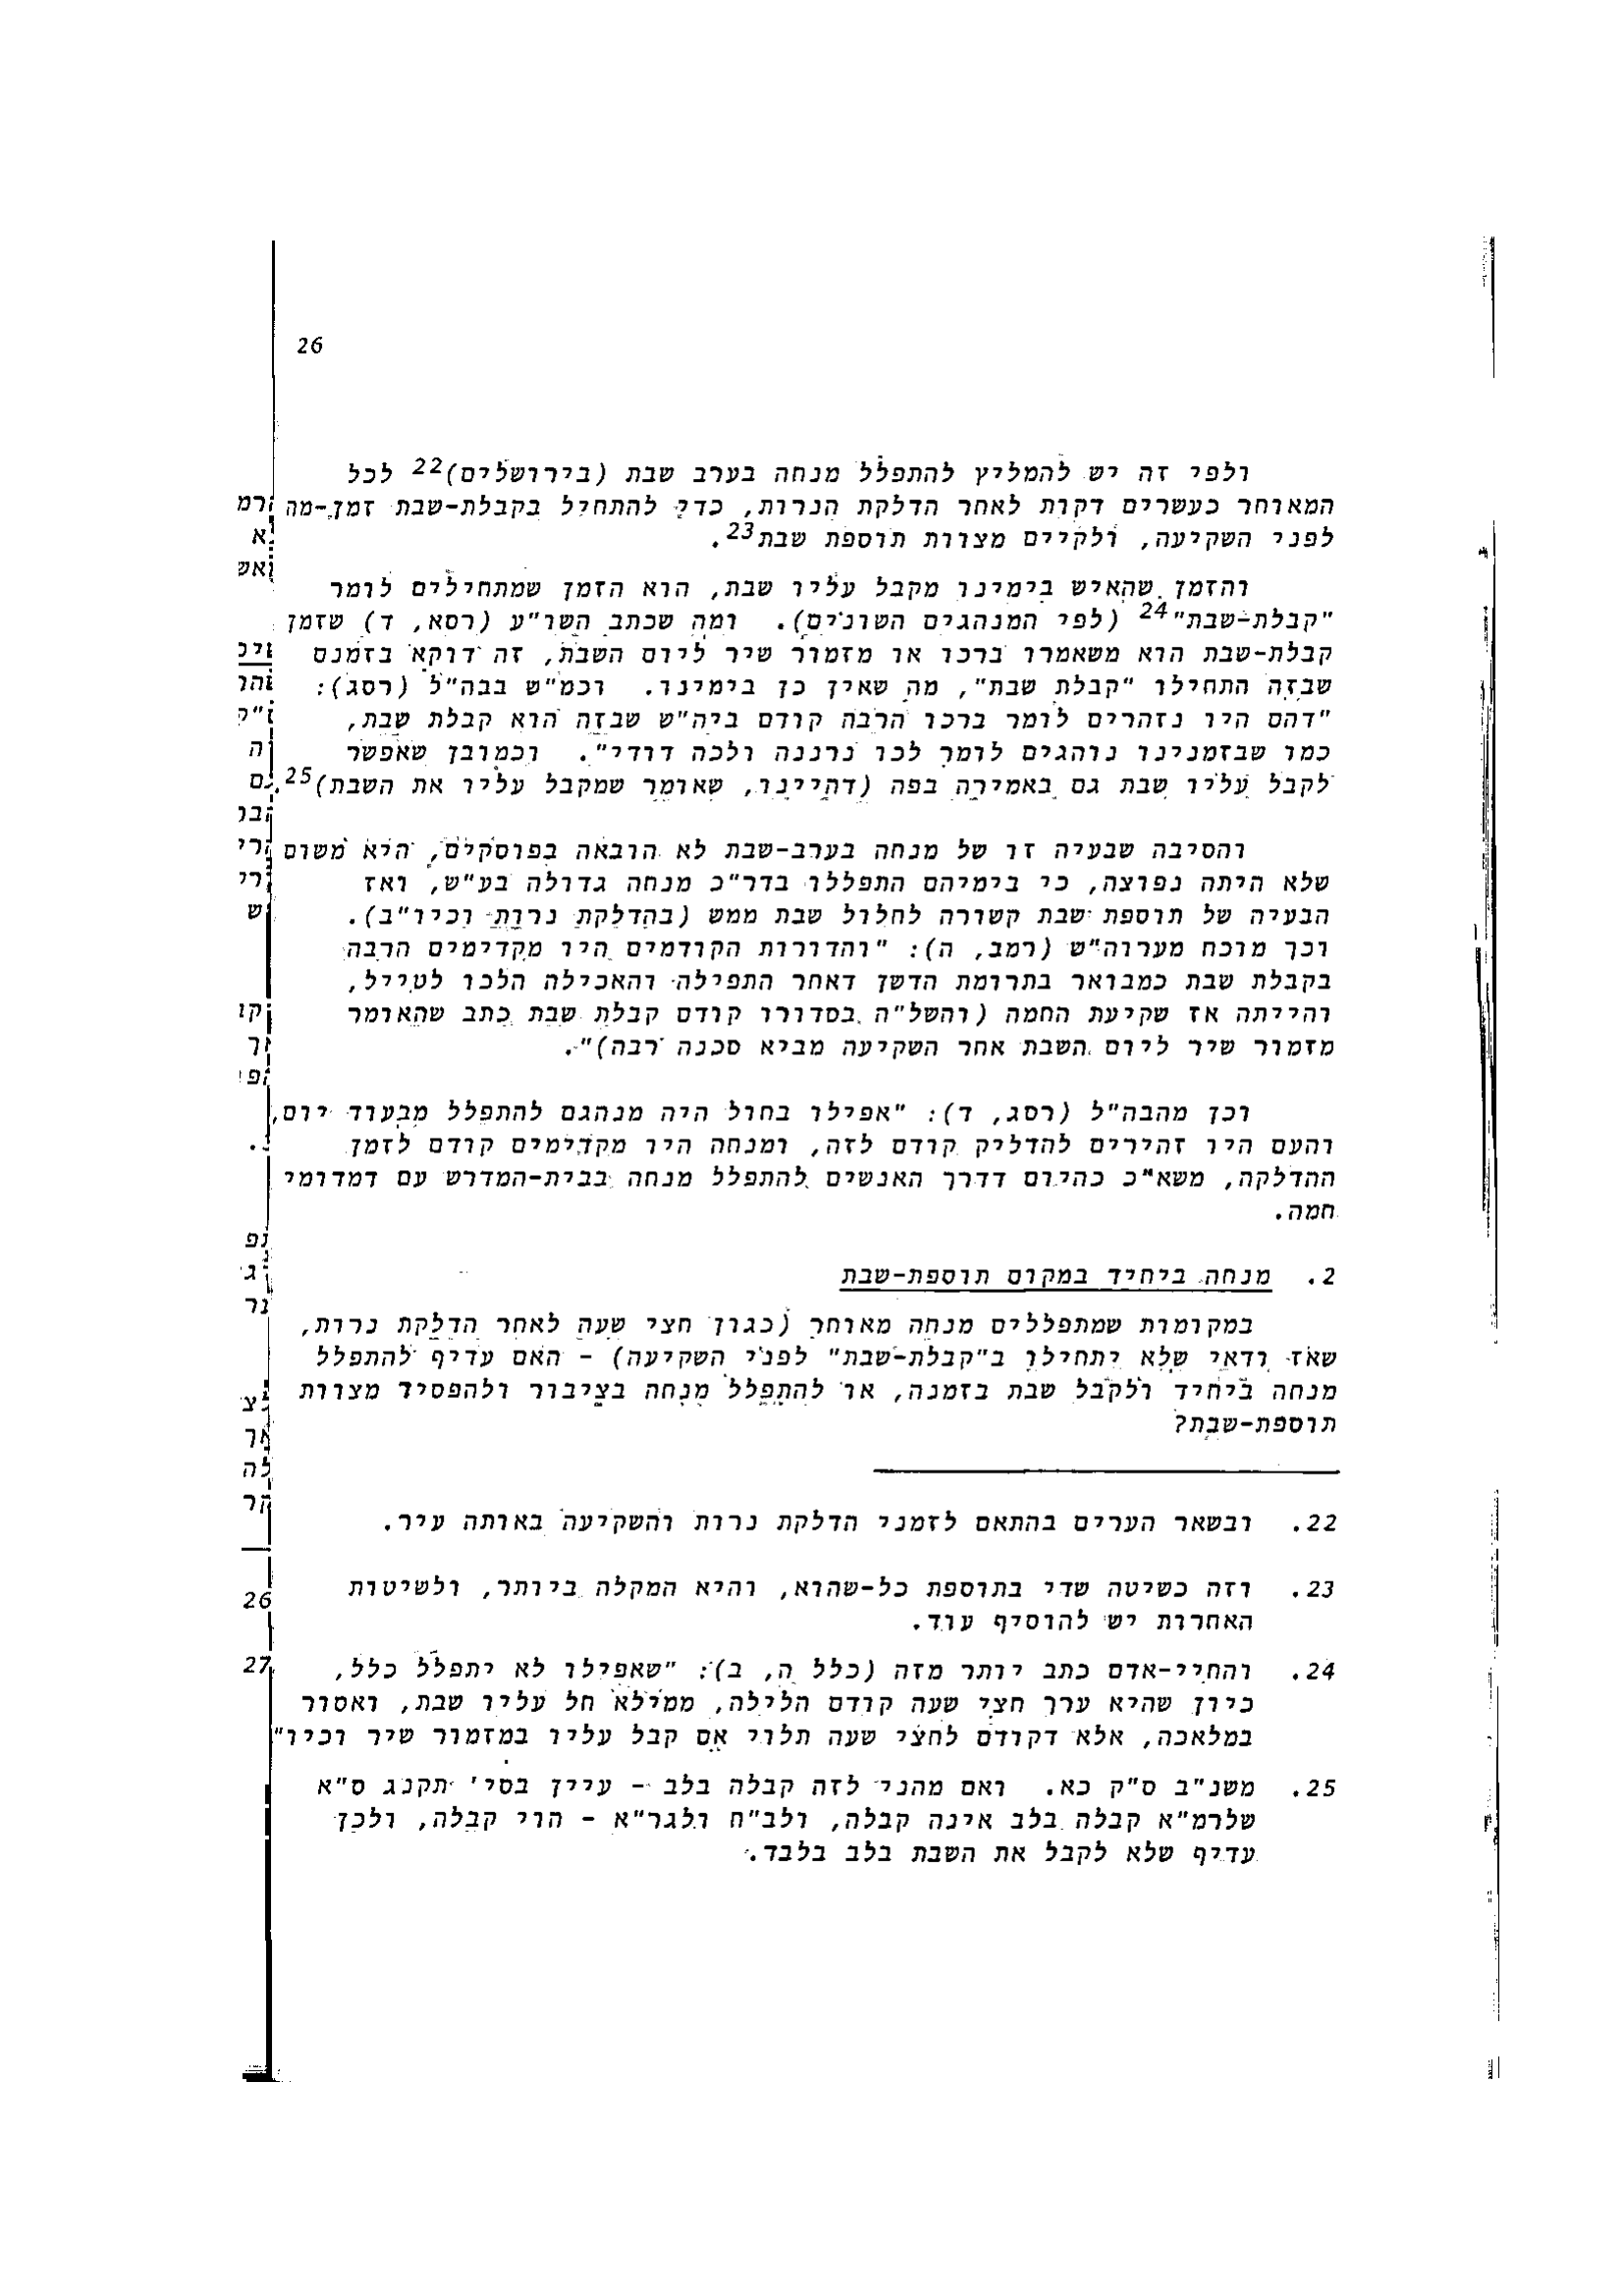 26
ולפי זה יש להמליץ להתפלל מנחה בערב שבת (בירושלים)22 לכל
המאוחר כעשרים דקות לאחר הדלקת הנרות, כדי להתחיל בקבלת-שבת זמן-מה
לפני השקיעה, ולקיים מצוות תוספת שבת23.
והזמן שהאיש בימינו מקבל עליו שבת, הוא הזמן שמתחילים לומר
"קבלת-שבת"24 (לפי המנהגים השונים). ומה שכתב השו"ע (רסא, ד) שזמן
קבלת-שבת הוא משאמרו ברכו או מזמור שיר ליום השבת, זה דוקא בזמנם
שבזה התחילו "קבלת שבת", מה שאין כן בימינו. וכמ"ש בבה"ל (רסג):
"דהם היו נזהרים לומר ברכו הרבה קודם ביה"ש שבזה הוא קבלת שבת,
כמו שבזמנינו נוהגים לומר לכו נרננה ולכה דודי". וכמובן שאפשר
לקבל עליו שבת גם באמירה בפה (דהיינו, שאומר שמקבל עליו את השבת)25.
והסיבה שבעיה זו של מנחה בערב-שבת לא הובאה בפוסקים, היא משום
שלא היתה נפוצה, כי בימיהם התפללו בדר"כ מנחה גדולה בע"ש, ואז
הבעיה של תוספת שבת קשורה לחלול שבת ממש (בהדלקת נרות וכיו"ב).
וכך מוכח מערוה"ש (רמב, ה): "והדורות הקודמים היו מקדימים הרבה
בקבלת שבת כמבואר בתרומת הדשן דאחר התפילה והאכילה הלכו לטייל,
והייתה אז שקיעת החמה (והשל"ה בסדורו קודם קבלת שבת כתב שהאומר
מזמור שיר ליום השבת אחר השקיעה מביא סכנה רבה)".
וכן מהבה"ל (רסג, ד): "אפילו בחול היה מנהגם להתפלל מבעוד יום,
והעם היו זהירים להדליק קודם לזה, ומנחה היו מקדימים קודם לזמן
ההדלקה, משא"כ כהיום דדרך האנשים להתפלל מנחה בבית-המדרש עם דמדומי
חמה.
2. מנחה ביחיד במקום תוספת-שבת
במקומות שמתפללים מנחה מאוחר (כגון חצי שעה לאחר הדלקת נרות,
שאז ודאי שלא יתחילו ב"קבלת-שבת" לפני השקיעה) - האם עדיף להתפלל
מנחה ביחיד ולקבל שבת בזמנה, או להתפלל מנחה בציבור ולהפסיד מצוות
תוספת-שבת?
22. ובשאר הערים בהתאם לזמני הדלקת נרות והשקיעה באותה עיר.
23. וזה כשיטה שדי בתוספת כל-שהוא, והיא המקלה ביותר, ולשיטות
האחרות יש להוסיף עוד.
24. והחיי-אדם כתב יותר מזה (כלל ה, ב): "שאפילו לא יתפלל כלל,
כיון שהיא ערך חצי שעה קודם הלילה, ממילא חל עליו שבת, ואסור
במלאכה, אלא דקודם לחצי שעה תלוי אם קבל עליו במזמור שיר וכיו"
25. משנ"ב ס"ק כא. ואם מהני לזה קבלה בלב - עיין בסי' תקנג ס"א
שלרמ"א קבלה בלב אינה קבלה, ולב"ח ולגר"א - הוי קבלה, ולכן
עדיף שלא לקבל את השבת בלב בלבד.
26
27